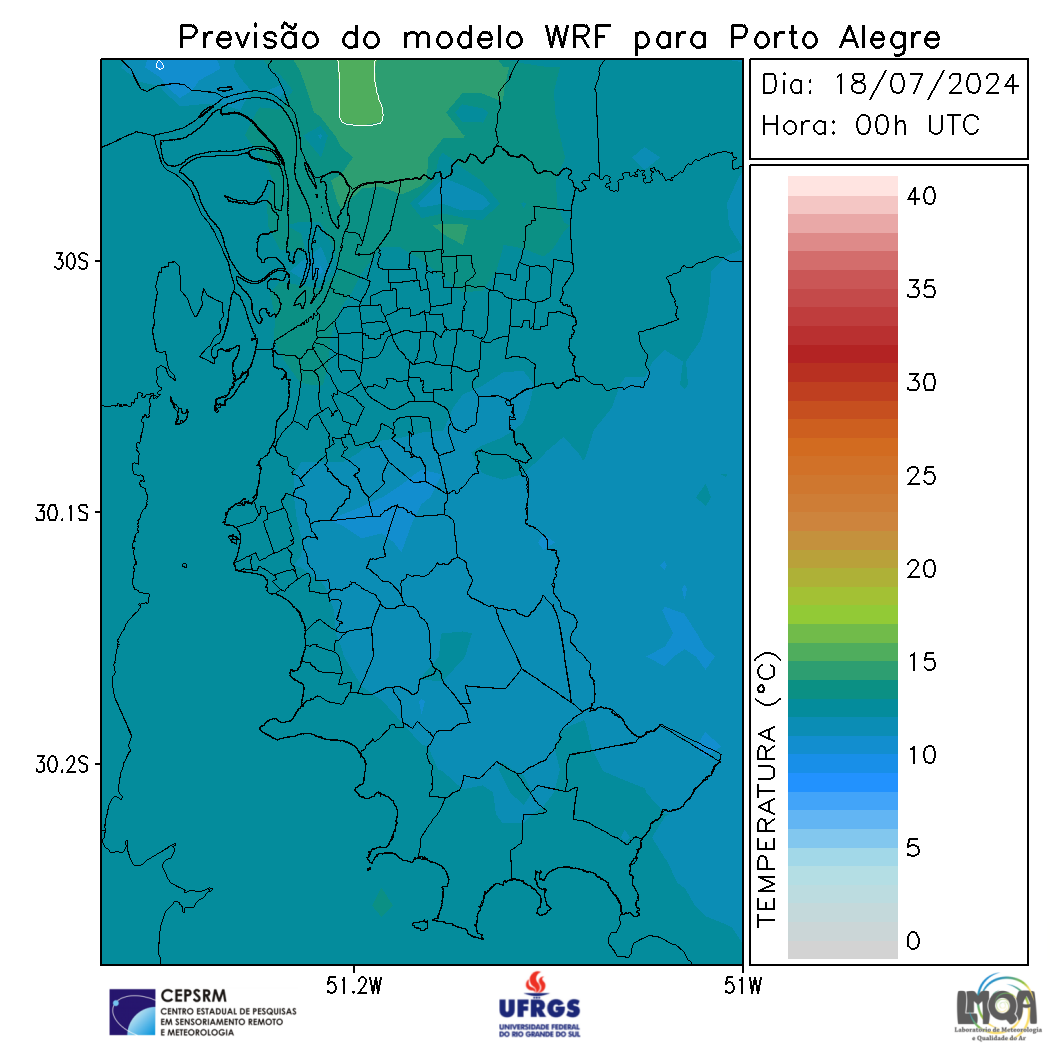 Previsão do modelo WRF para Porto Alegre
Dia: 18/07/2024
Hora: 00h UTC
40
35
30
25
20
15
10
5
0
TEMPERATURA (°C)
30S
30.1S
30.2S
51.2W
51W
CEPSRM
CENTRO ESTADUAL DE PESQUISAS
EM SENSORIAMENTO REMOTO
E METEOROLOGIA
UFRGS
UNIVERSIDADE FEDERAL
DO RIO GRANDE DO SUL
LMQA
Laboratório de Meteorologia
e Qualidade do Ar